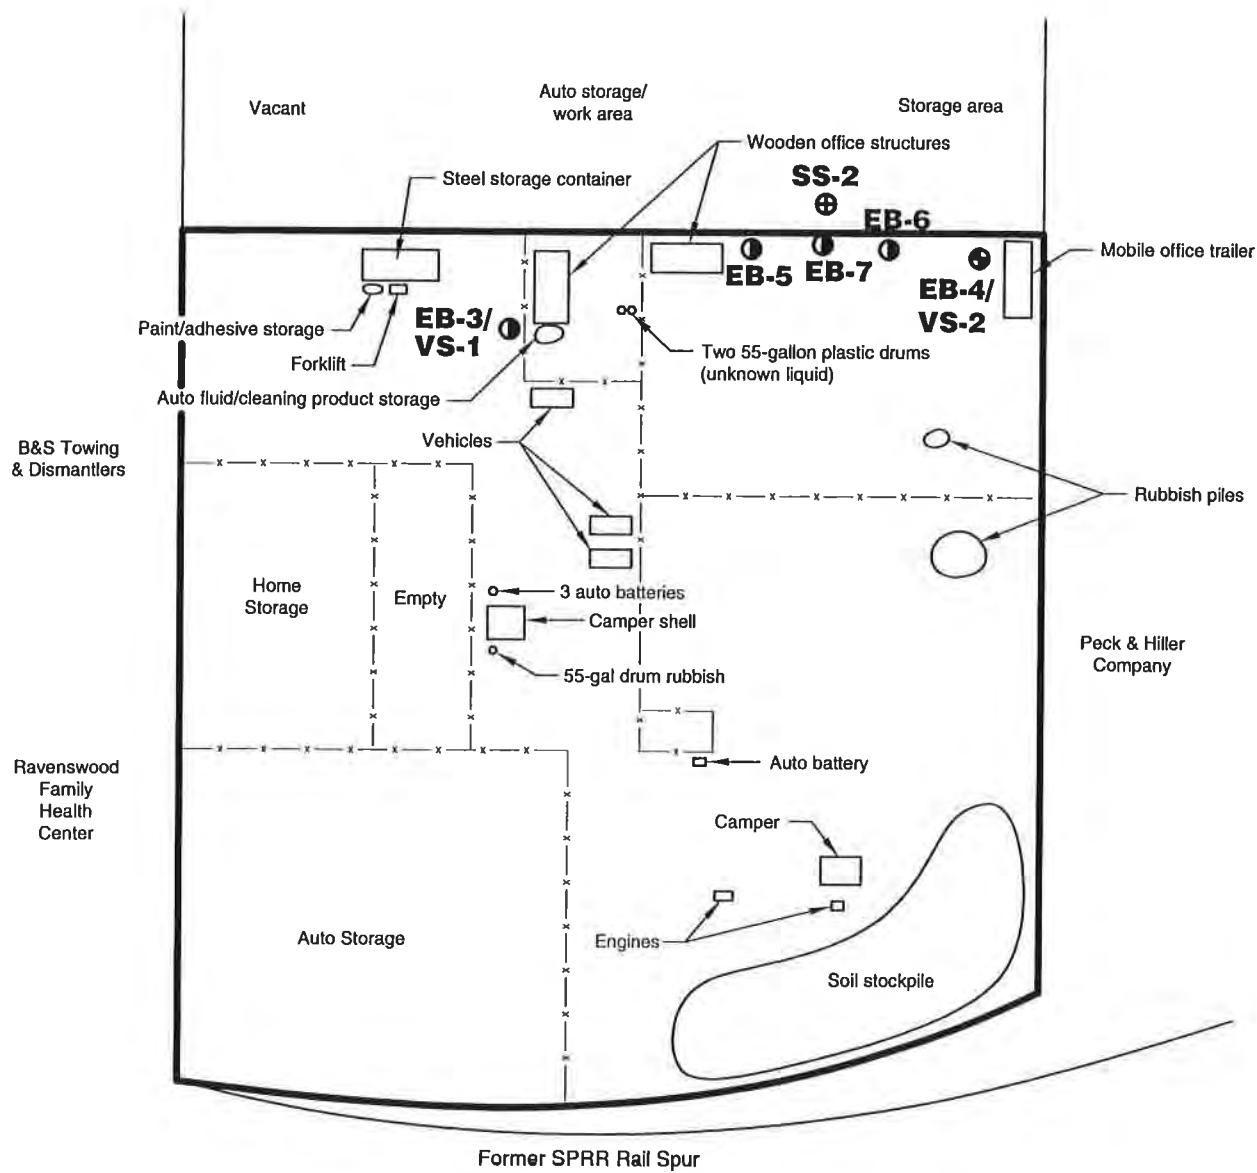 Vacant
Auto storage/
work area
Storage area
Wooden office structures
Steel storage container
SS-2
EB-6
Mobile office trailer
EB-5
EB-7
EB-4/
VS-2
Paint/adhesive storage
EB-3/
VS-1
Forklift
Two 55-gallon plastic drums
(unknown liquid)
Auto fluid/cleaning product storage
Vehicles
B&S Towing
& Dismantlers
Rubbish piles
Home
Storage
Empty
3 auto batteries
Camper shell
55-gal drum rubbish
Peck & Hiller
Company
Ravenswood
Family
Health
Center
Auto battery
Camper
Auto Storage
Engines
Soil stockpile
Former SPRR Rail Spur